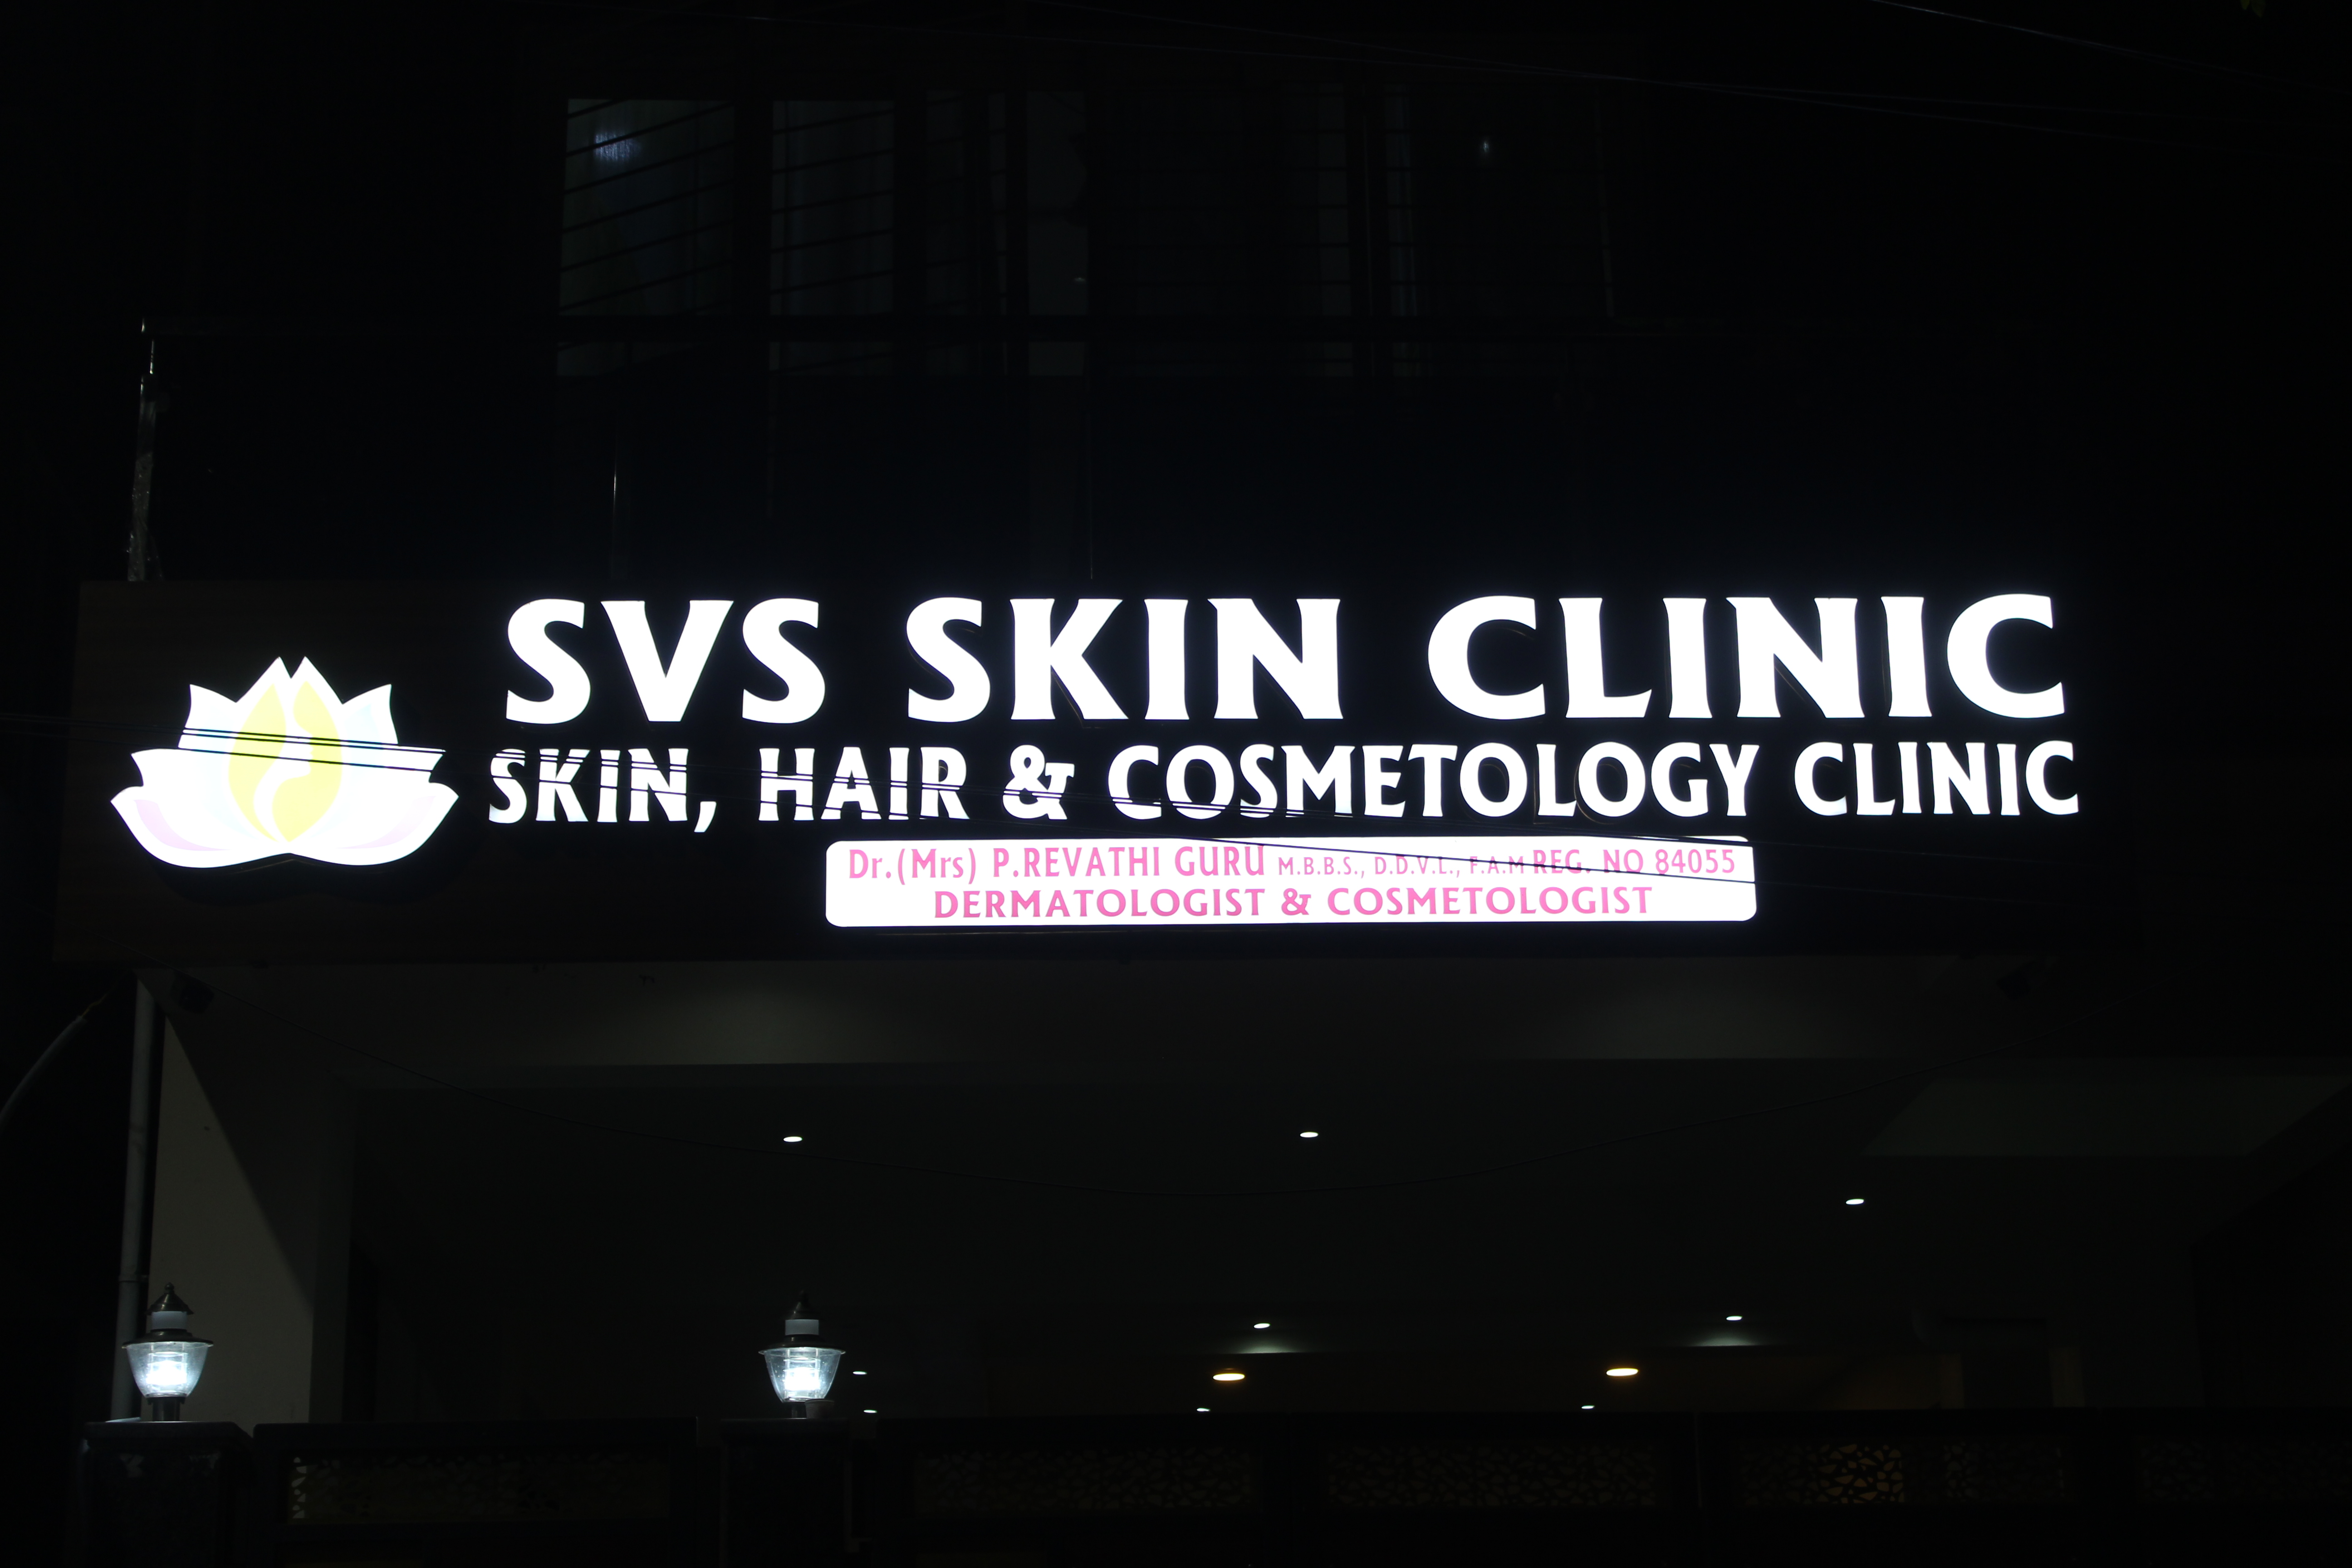 SVS SKIN CLINIC
SKIN, HAIR & COSMETOLOGY CLINIC
Dr.(Mrs) P.REVATHI GURU M.B.B.S., D.D.V.L., F.A.M REG. NO 84055
DERMATOLOGIST & COSMETOLOGIST